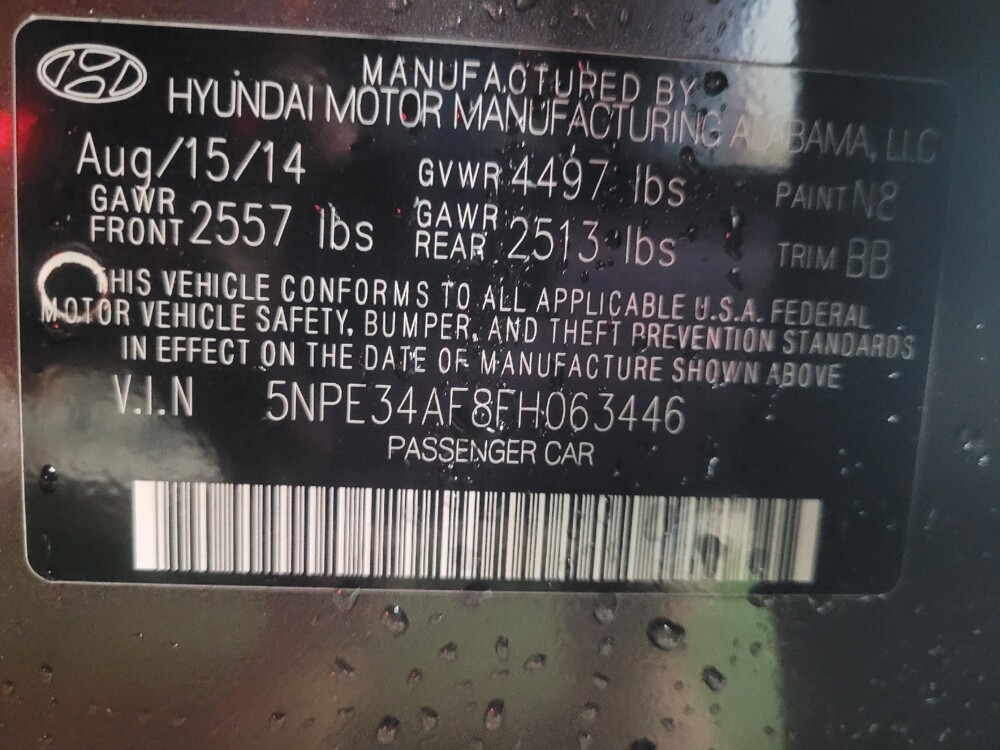 MANUFACTURED BY
HYUNDAI MOTOR MANUFACTURING ALABAMA, LLC
Aug/15/14 GVWR 4497 lbs PAINT N8
GAWR FRONT 2557 lbs GAWR REAR 2513 lbs TRIM BB
THIS VEHICLE CONFORMS TO ALL APPLICABLE U.S.A. FEDERAL
MOTOR VEHICLE SAFETY, BUMPER, AND THEFT PREVENTION STANDARDS
IN EFFECT ON THE DATE OF MANUFACTURE SHOWN ABOVE
V.I.N 5NPE34AF8FH063446
PASSENGER CAR